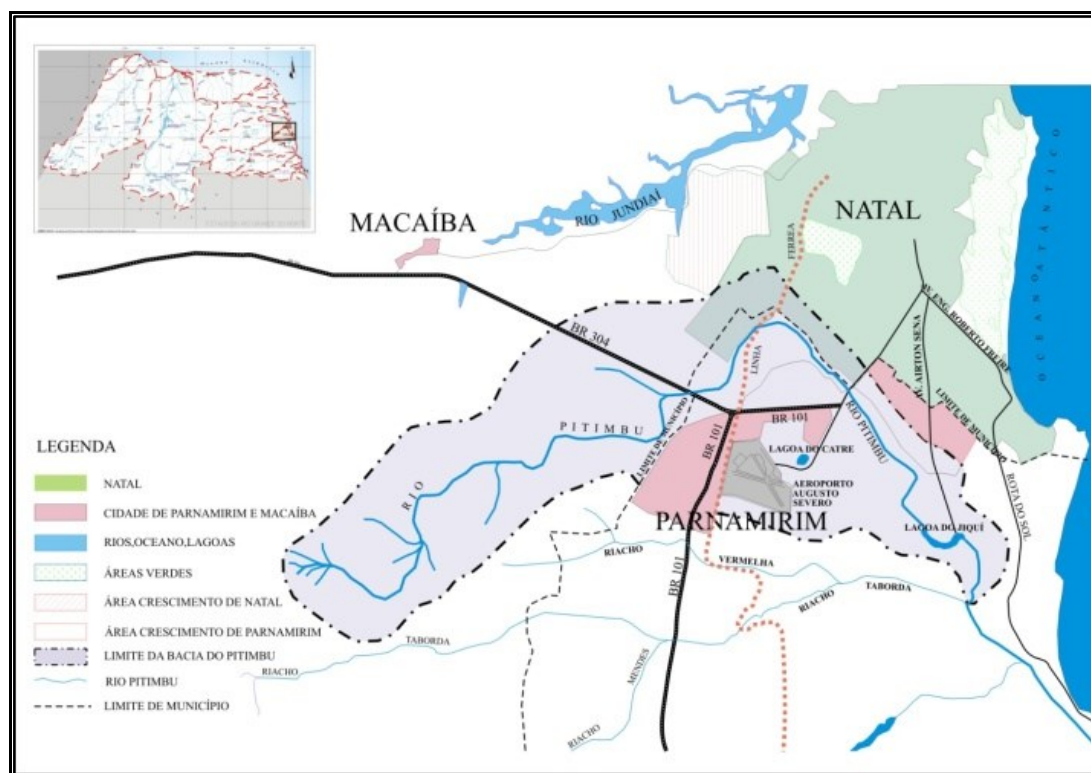 MACAÍBA
RIO JUNDIAÍ
NATAL
OCEANO ATÂNTICO
FERREA
LINHA
AV. ENG. ROBERTO FREIRE
AV. AIRTON SENA
LIMITE DE MUNICÍPIO
ROTA DO SOL
BR 304
BR 101
BR 101
BR 101
LIMITE DE MUNICÍPIO
RIO PITIMBU
RIO PITIMBU
LAGOA DO CATRE
AEROPORTO
AUGUSTO
SEVERO
PARNAMIRIM
LAGOA DO JIQUÍ
RIACHO VERMELHA
RIACHO TABORDA
RIACHO TABORDA
RIACHO MENDES
LEGENDA
NATAL
CIDADE DE PARNAMIRIM E MACAÍBA
RIOS,OCEANO,LAGOAS
ÁREAS VERDES
ÁREA CRESCIMENTO DE NATAL
ÁREA CRESCIMENTO DE PARNAMIRIM
LIMITE DA BACIA DO PITIMBU
RIO PITIMBU
LIMITE DE MUNICÍPIO